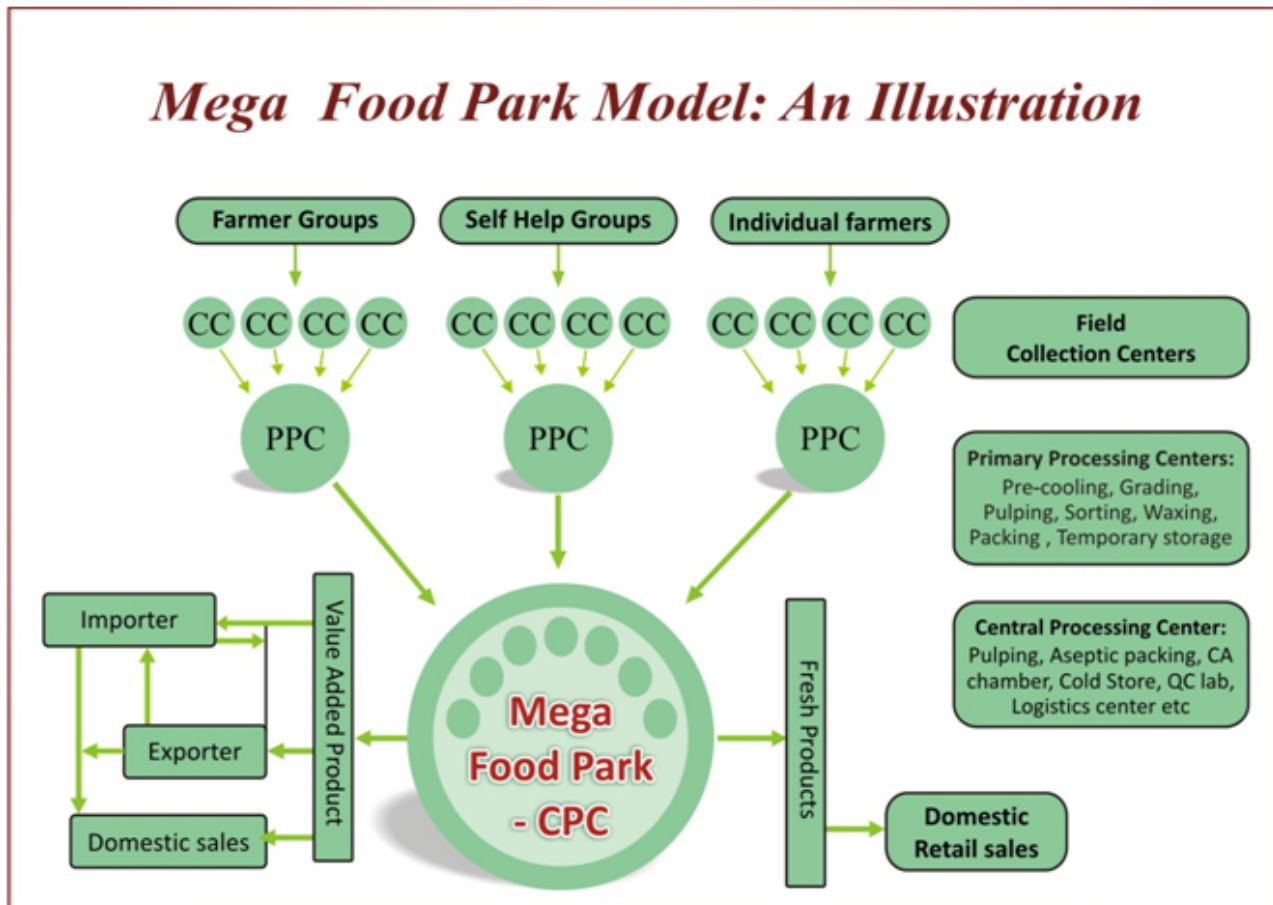 Mega Food Park Model: An Illustration
Farmer Groups
Self Help Groups
Individual farmers
CC CC CC CC
CC CC CC CC
CC CC CC CC
Field
Collection Centers
PPC
PPC
PPC
Primary Processing Centers:
Pre-cooling, Grading,
Pulping, Sorting, Waxing,
Packing , Temporary storage
Importer
Exporter
Domestic sales
Value Added Product
Mega
Food Park
- CPC
Fresh Products
Central Processing Center:
Pulping, Aseptic packing, CA
chamber, Cold Store, QC lab,
Logistics center etc
Domestic
Retail sales